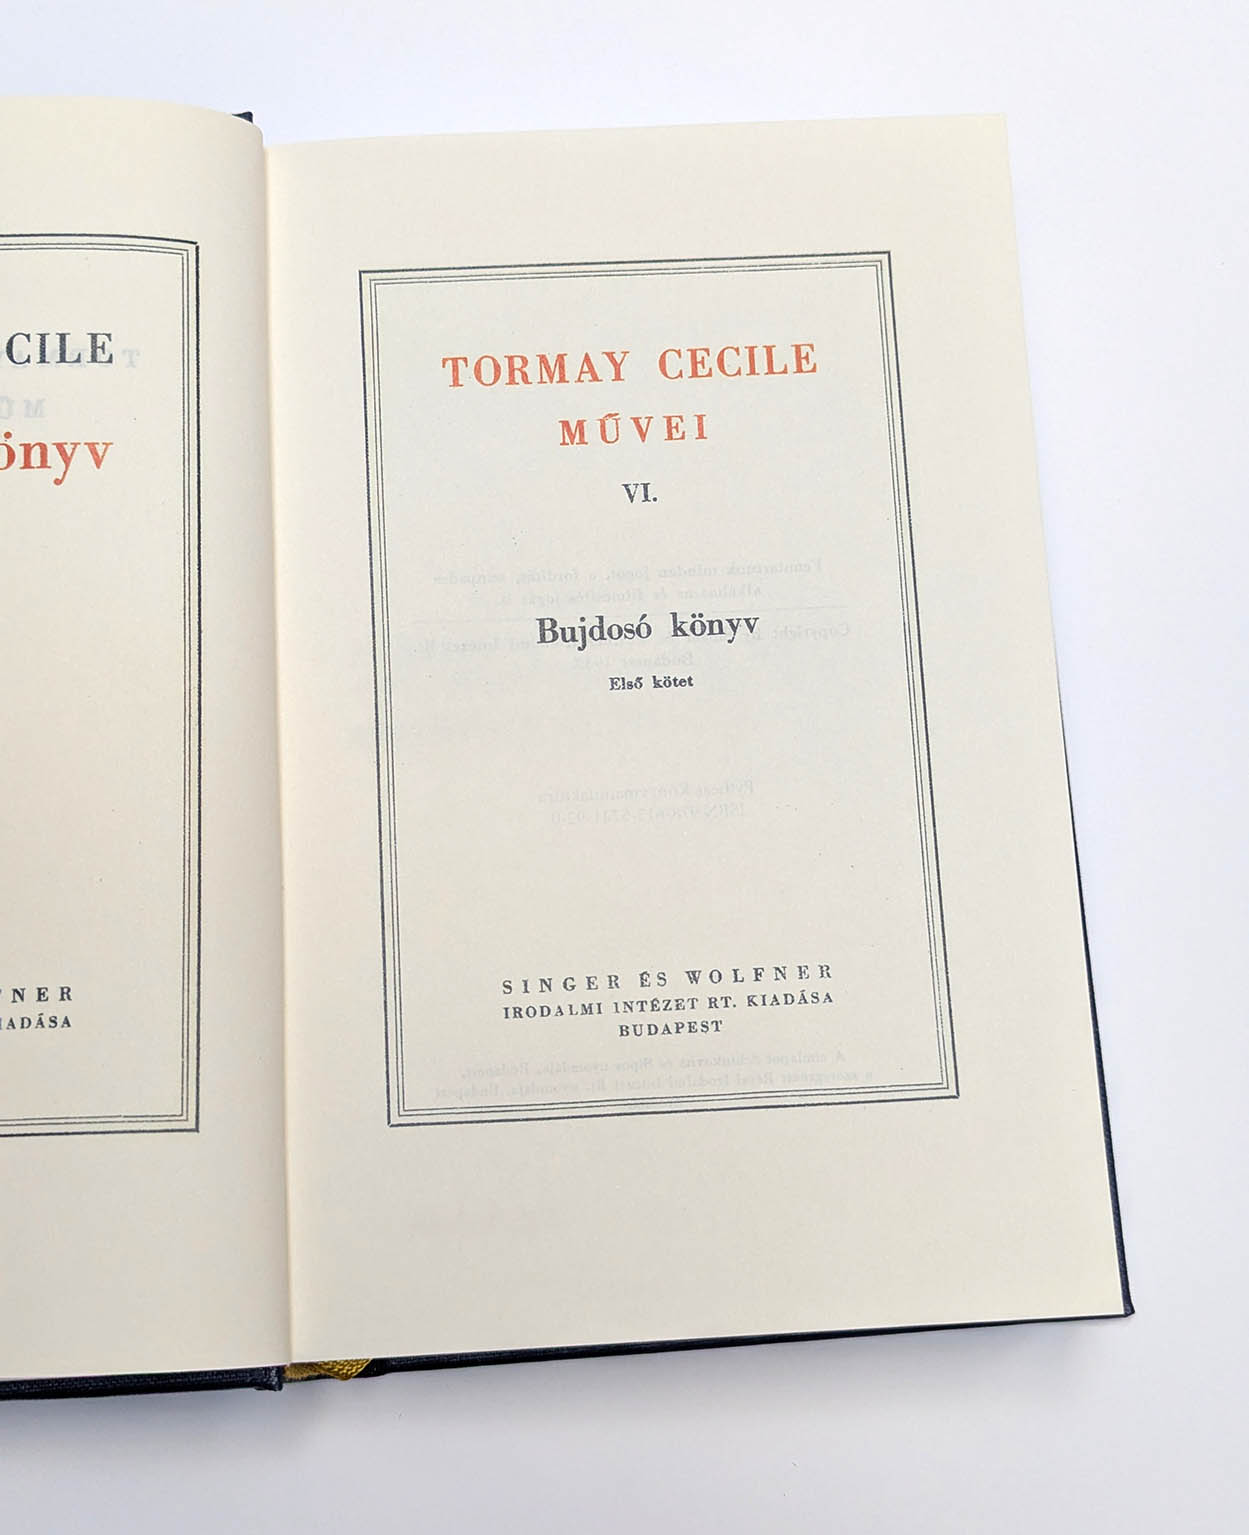 CILE
önyv
NER
IADÁSA
TORMAY CECILE
MŰVEI
VI.
Bujdosó könyv
Első kötet
SINGER ÉS WOLFNER
IRODALMI INTÉZET RT. KIADÁSA
BUDAPEST